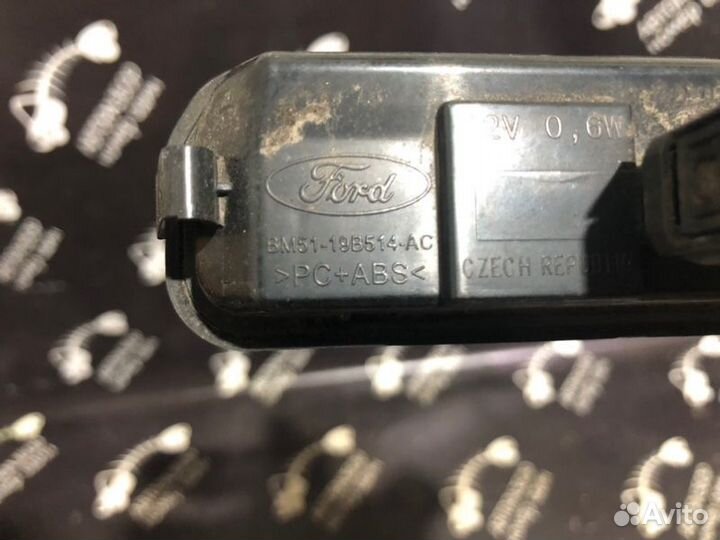 2V 0,6W
Ford
BM51-19B514-AC
>PC+ABS<
CZECH REPUBLIC
Avito